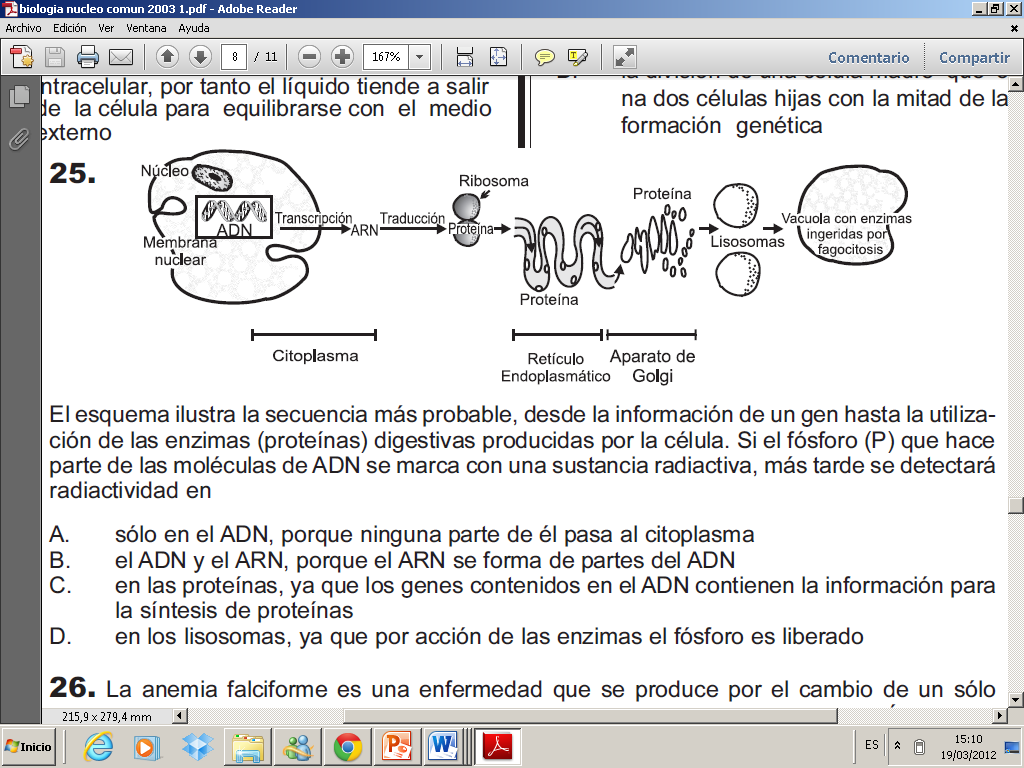 biologia nucleo comun 2003 1.pdf - Adobe Reader
Archivo Edición Ver Ventana Ayuda
8 / 11 167% Comentario Compartir
ntracelular, por tanto el líquido tiende a salir
de la célula para equilibrarse con el medio
externo
na dos células hijas con la mitad de la
formación genética
25.
Núcleo
ADN
Membrana
nuclear
Transcripción
ARN
Traducción
Ribosoma
Proteína
Proteína
Proteína
Lisosomas
Vacuola con enzimas
ingeridas por
fagocitosis
Citoplasma
Retículo
Endoplasmático
Aparato de
Golgi
El esquema ilustra la secuencia más probable, desde la información de un gen hasta la utiliza-
ción de las enzimas (proteínas) digestivas producidas por la célula. Si el fósforo (P) que hace
parte de las moléculas de ADN se marca con una sustancia radiactiva, más tarde se detectará
radiactividad en
A. sólo en el ADN, porque ninguna parte de él pasa al citoplasma
B. el ADN y el ARN, porque el ARN se forma de partes del ADN
C. en las proteínas, ya que los genes contenidos en el ADN contienen la información para
la síntesis de proteínas
D. en los lisosomas, ya que por acción de las enzimas el fósforo es liberado
26. La anemia falciforme es una enfermedad que se produce por el cambio de un sólo
215,9 x 279,4 mm
Inicio
ES
15:10
19/03/2012